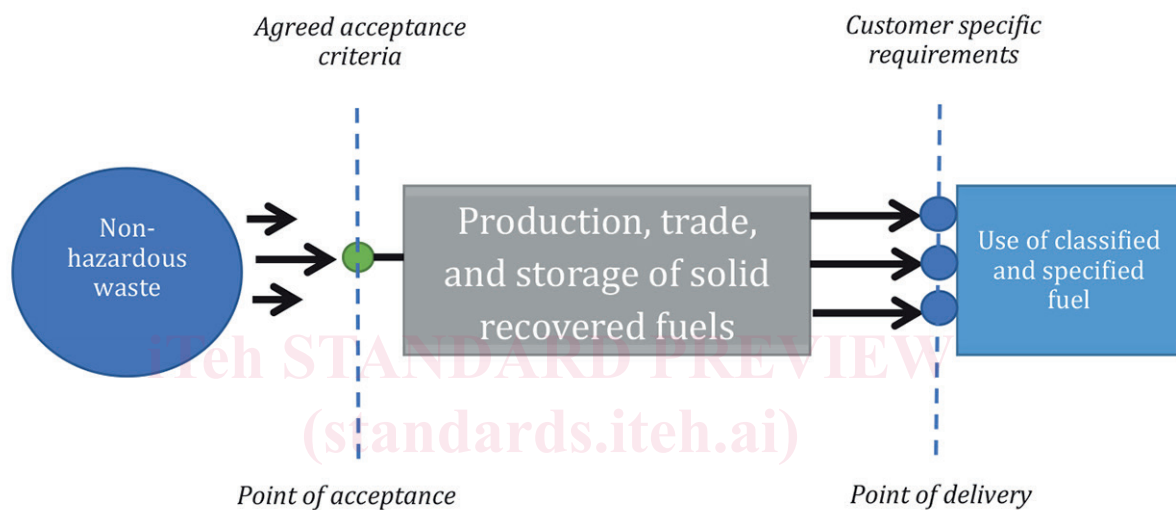 Agreed acceptance
criteria
Customer specific
requirements
Non-
hazardous
waste
Production, trade,
and storage of solid
recovered fuels
Use of classified
and specified
fuel
iTeh STANDARD PREVIEW
(standards.iteh.ai)
Point of acceptance
Point of delivery